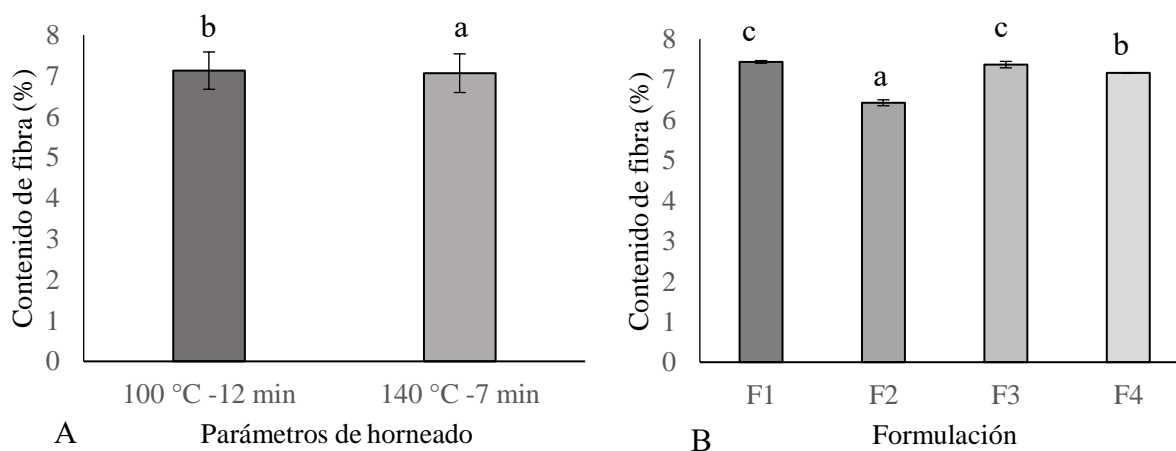 b
a
8
7
6
5
4
3
2
1
0
Contenido de fibra (%)
100 °C -12 min
140 °C -7 min
A
Parámetros de horneado
c
a
c
b
8
7
6
5
4
3
2
1
0
Contenido de fibra (%)
F1
F2
F3
F4
B
Formulación